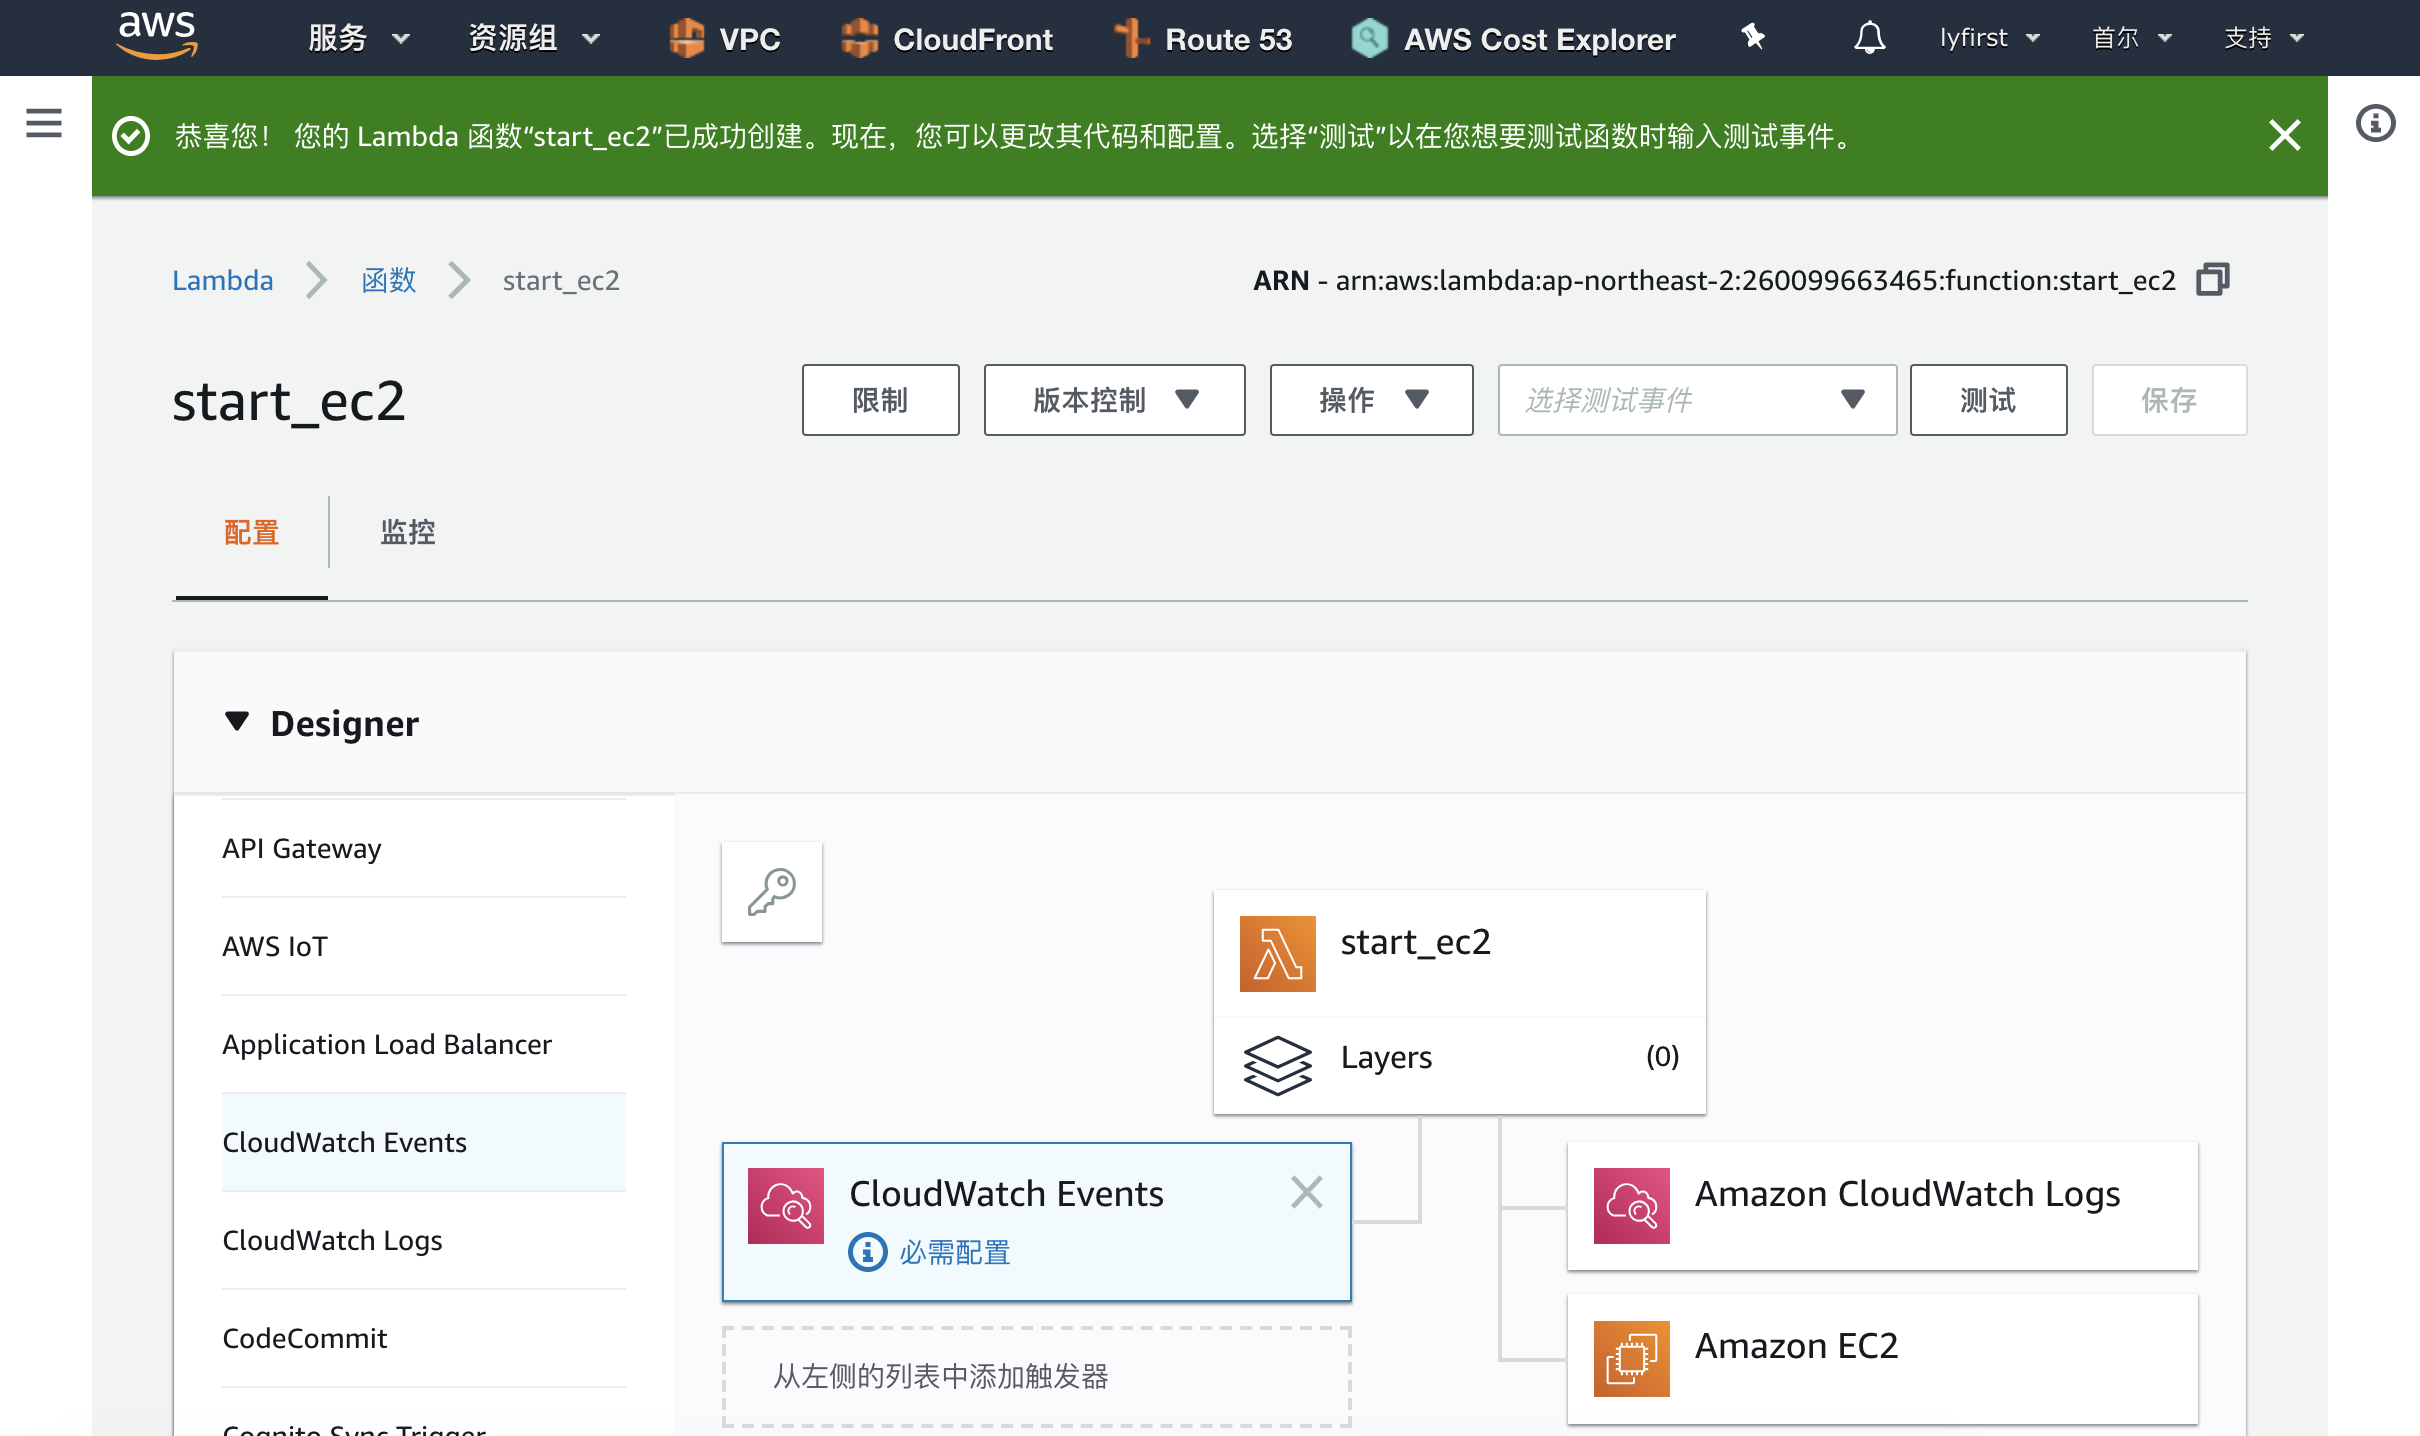 aws 服务 资源组 VPC CloudFront Route 53 AWS Cost Explorer lyfirst 首尔 支持
恭喜您！ 您的 Lambda 函数“start_ec2”已成功创建。现在，您可以更改其代码和配置。选择“测试”以在您想要测试函数时输入测试事件。
Lambda 函数 start_ec2 ARN - arn:aws:lambda:ap-northeast-2:260099663465:function:start_ec2
start_ec2 限制 版本控制 操作 选择测试事件 测试 保存
配置 监控
Designer
API Gateway
AWS IoT
Application Load Balancer
CloudWatch Events
CloudWatch Logs
CodeCommit
Cognito Sync Trigger
start_ec2
Layers (0)
CloudWatch Events
必需配置
从左侧的列表中添加触发器
Amazon CloudWatch Logs
Amazon EC2